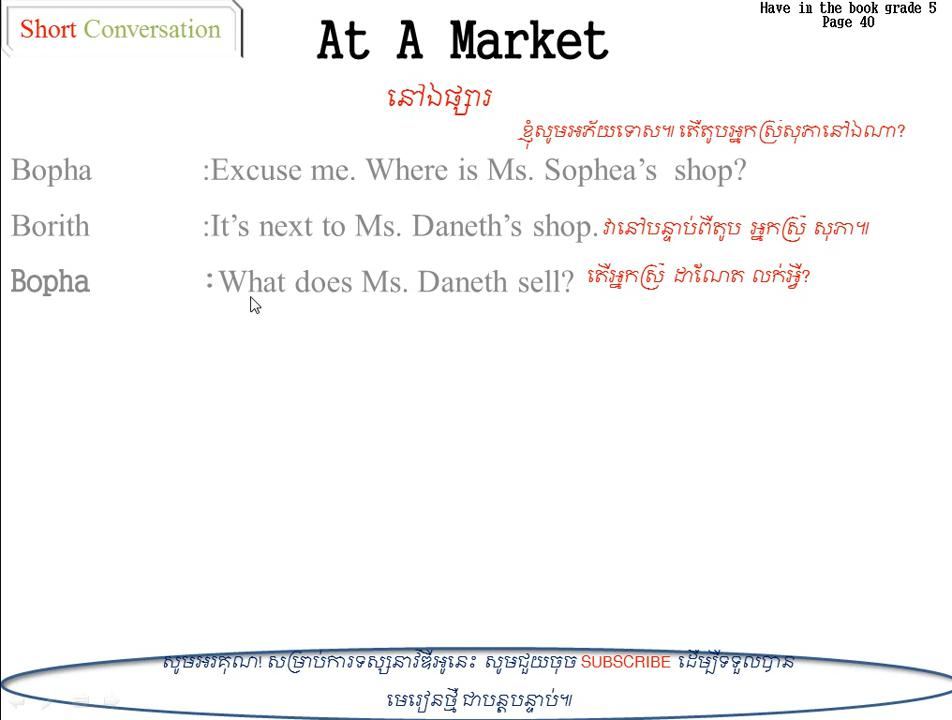 Short Conversation
Have in the book grade 5
Page 40
At A Market
នៅឯផ្សារ
ខ្ញុំសូមអភ័យទោស៕ តើតូបអ្នកស្រីសុភានៅឯណា?
Bopha :Excuse me. Where is Ms. Sophea’s shop?
Borith :It’s next to Ms. Daneth’s shop. វានៅបន្ទាប់ពីតូប អ្នកស្រី សុភា៕
Bopha :What does Ms. Daneth sell? តើអ្នកស្រី ដាណែត លក់អ្វី?
សូមអរគុណ! សម្រាប់ការទស្សនាវីឌីអូនេះ សូមជួយចុច SUBSCRIBE ដើម្បីទទួលបាន
មេរៀនថ្មី ជាបន្តបន្ទាប់៕